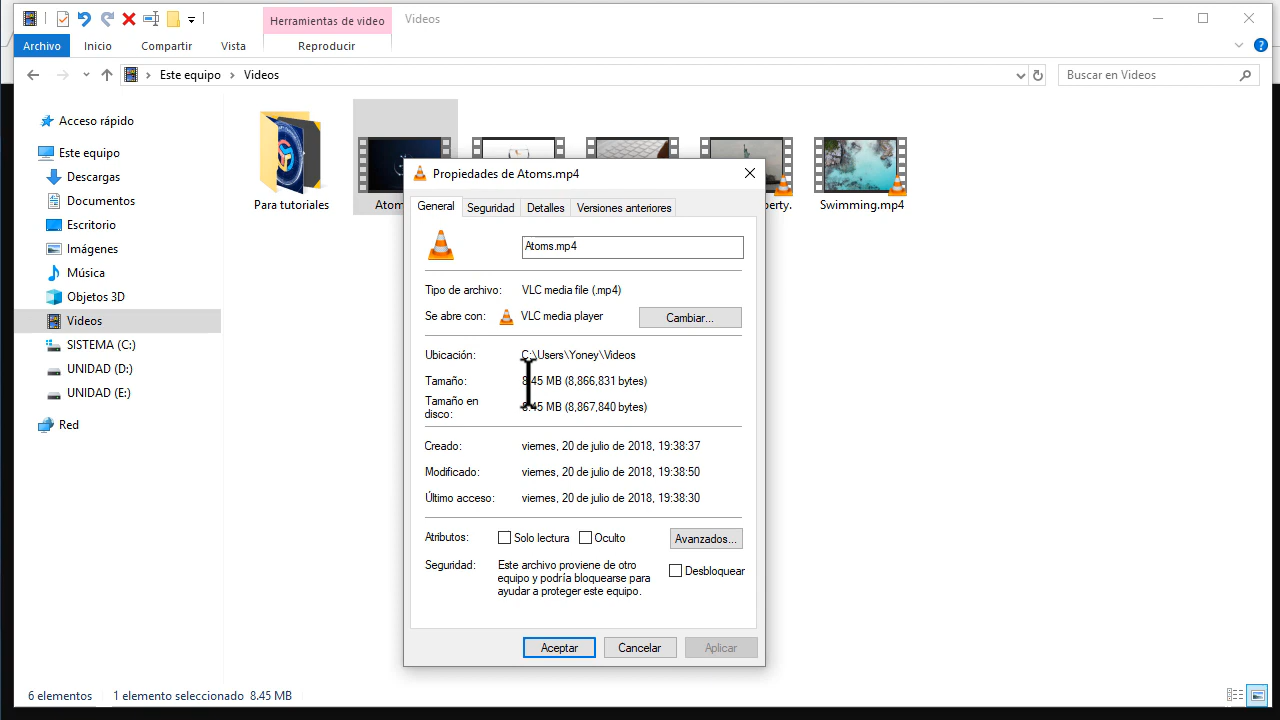 Herramientas de video
Videos
Archivo
Inicio
Compartir
Vista
Reproducir
Este equipo
Videos
Buscar en Videos
Acceso rápido
Este equipo
Descargas
Documentos
Escritorio
Imágenes
Música
Objetos 3D
Videos
SISTEMA (C:)
UNIDAD (D:)
UNIDAD (E:)
Red
Para tutoriales
Atom
berty.
Swimming.mp4
Propiedades de Atoms.mp4
General
Seguridad
Detalles
Versiones anteriores
Atoms.mp4
Tipo de archivo: VLC media file (.mp4)
Se abre con: VLC media player
Cambiar...
Ubicación: C:\Users\Yoney\Videos
Tamaño: 8.45 MB (8,866,831 bytes)
Tamaño en
disco: 8.45 MB (8,867,840 bytes)
Creado: viernes, 20 de julio de 2018, 19:38:37
Modificado: viernes, 20 de julio de 2018, 19:38:50
Último acceso: viernes, 20 de julio de 2018, 19:38:30
Atributos: Solo lectura Oculto Avanzados...
Seguridad: Este archivo proviene de otro
equipo y podría bloquearse para
ayudar a proteger este equipo.
Desbloquear
Aceptar
Cancelar
Aplicar
6 elementos
1 elemento seleccionado 8.45 MB